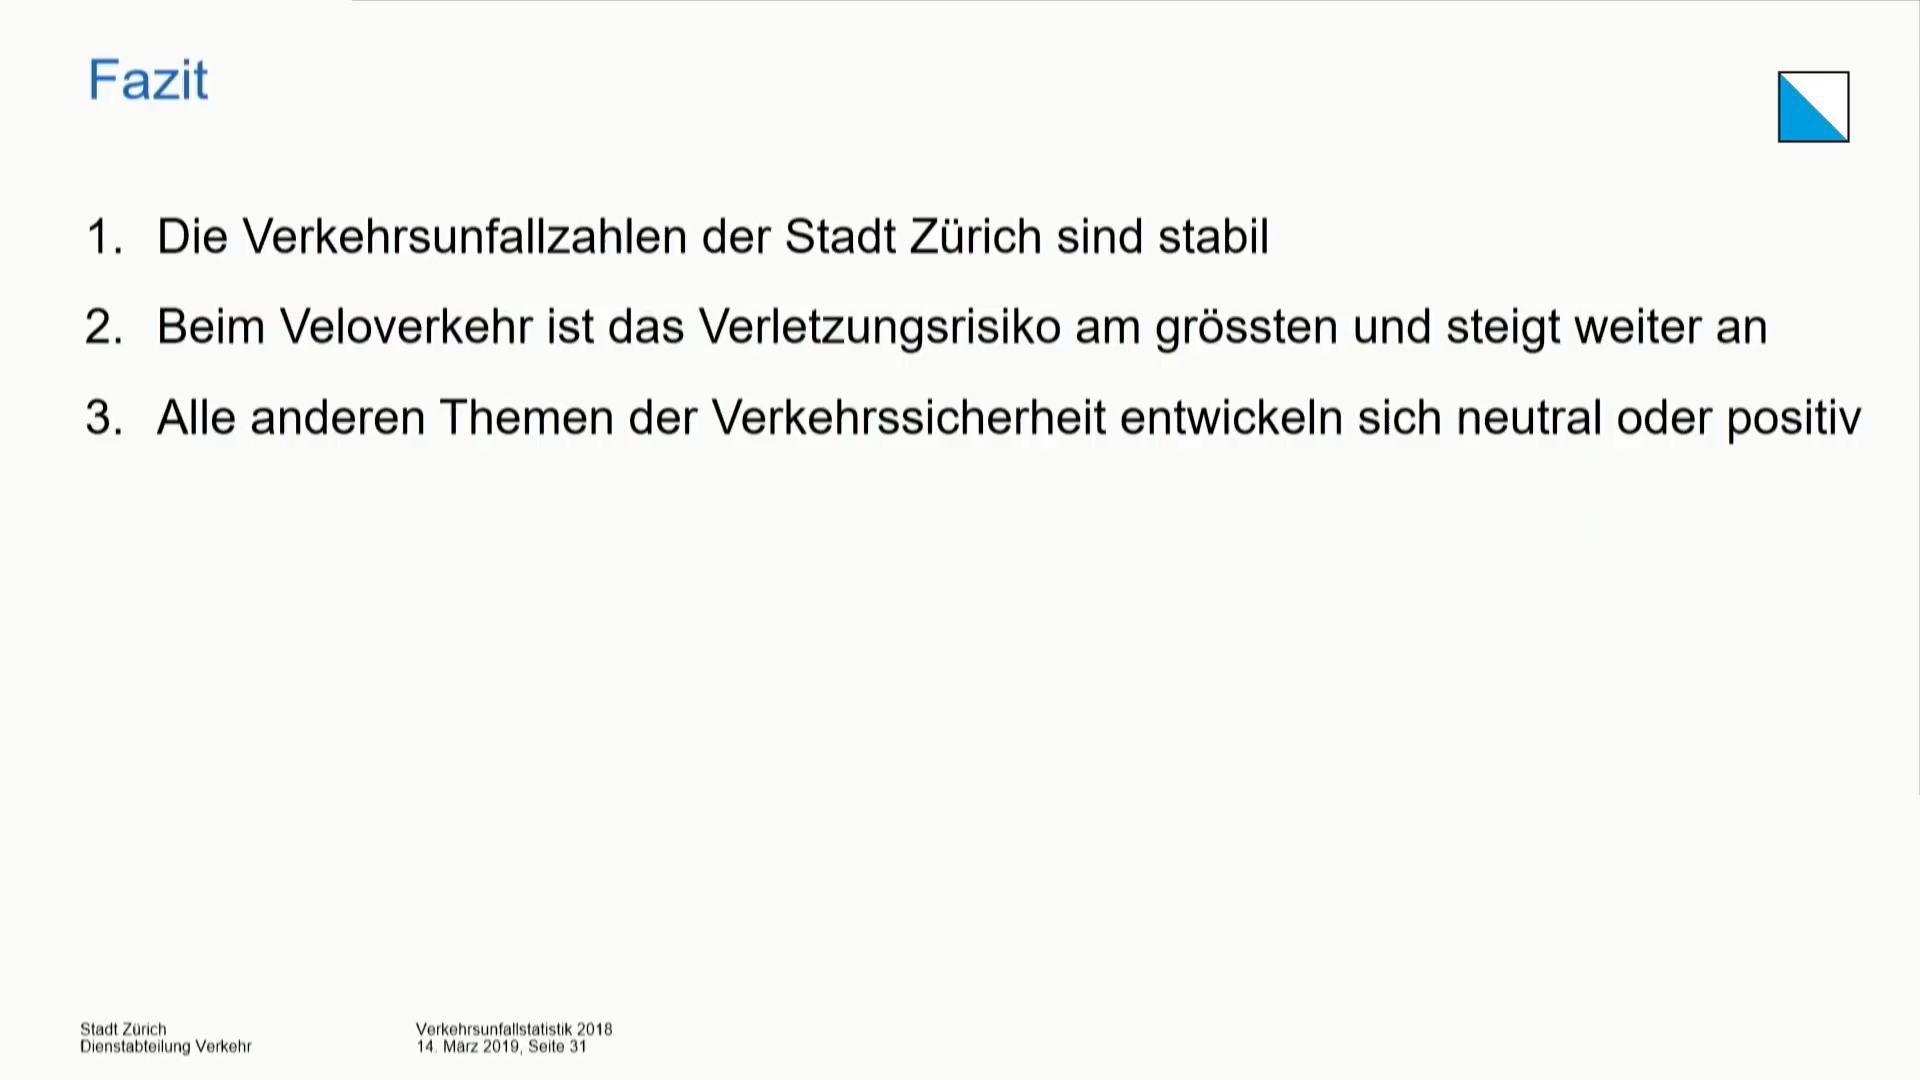 Fazit
1. Die Verkehrsunfallzahlen der Stadt Zürich sind stabil
2. Beim Veloverkehr ist das Verletzungsrisiko am grössten und steigt weiter an
3. Alle anderen Themen der Verkehrssicherheit entwickeln sich neutral oder positiv
Stadt Zürich
Dienstabteilung Verkehr
Verkehrsunfallstatistik 2018
14. März 2019, Seite 31